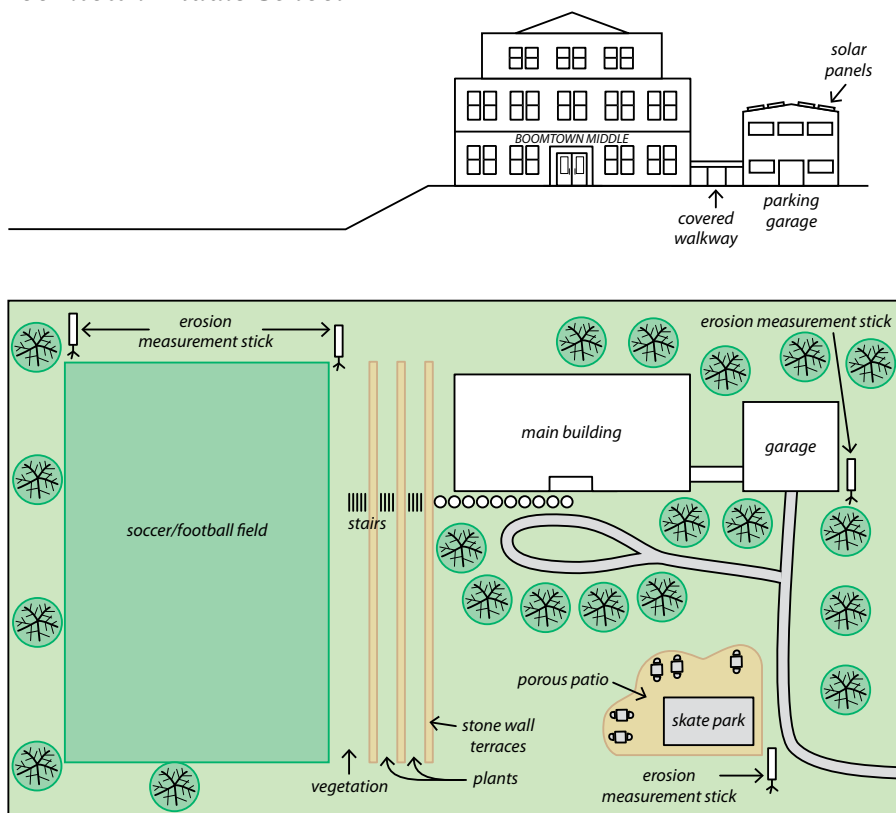 solar
panels
BOOMTOWN MIDDLE
covered
walkway
parking
garage
erosion
measurement stick
erosion measurement stick
main building
garage
soccer/football field
stairs
porous patio
skate park
stone wall
terraces
vegetation
plants
erosion
measurement stick